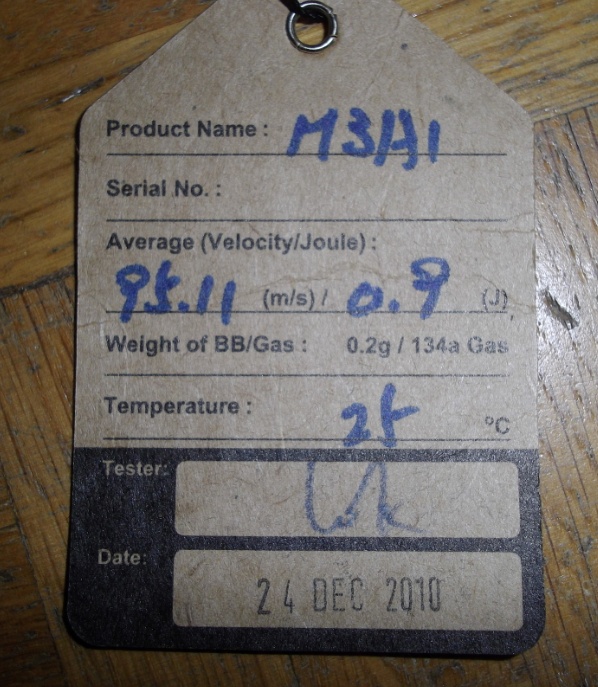 Product Name : M3A1
Serial No. :
Average (Velocity/Joule) :
95.11 (m/s) / 0.9 (J)
Weight of BB/Gas : 0.2g / 134a Gas
Temperature : 25 °C
Tester:
Date: 24 DEC 2010